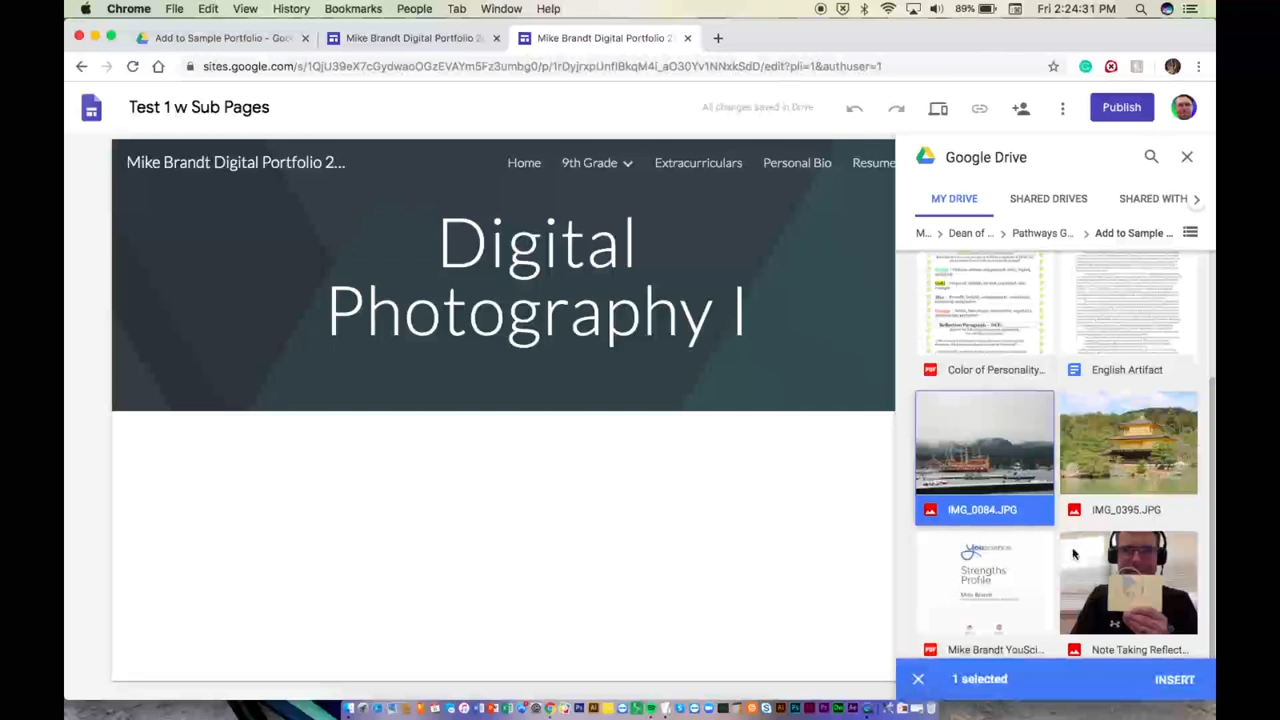 Chrome File Edit View History Bookmarks People Tab Window Help 89% Fri 2:24:31 PM
Add to Sample Portfolio - Goo
Mike Brandt Digital Portfolio 2
Mike Brandt Digital Portfolio 2
sites.google.com/s/1QjU39eX7cGydwaoOGzEVAYm5Fz3umbg0/p/1rDyjrxpUnfIBkqM4i_aO30Yv1NNxkSdD/edit?pli=1&authuser=1
Test 1 w Sub Pages
All changes saved in Drive
Publish
Mike Brandt Digital Portfolio 2...
Home 9th Grade Extracurriculars Personal Bio Resume
Digital
Photography I
Google Drive
MY DRIVE SHARED DRIVES SHARED WITH
M... > Dean of ... > Pathways G... > Add to Sample ...
Color of Personality...
English Artifact
IMG_0084.JPG
IMG_0395.JPG
youscience
Strengths
Profile
Mike Brandt
Mike Brandt YouSci...
Note Taking Reflect...
1 selected
INSERT